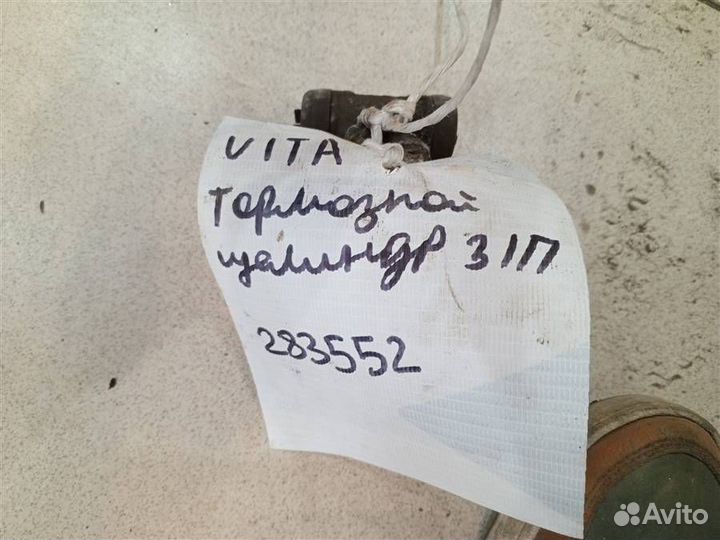 VITA
Тормозной
цилиндр З/П
283552
Avito